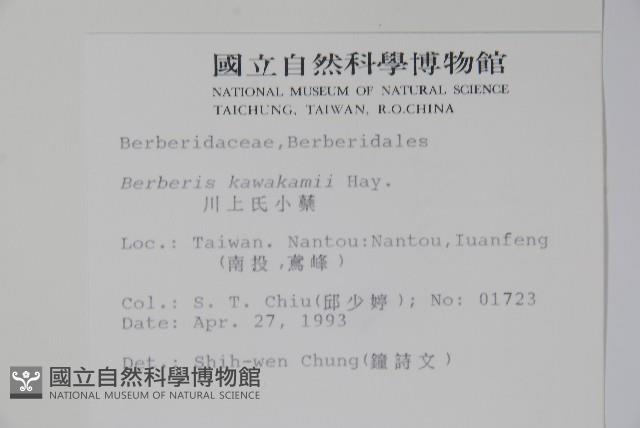 國立自然科學博物館
NATIONAL MUSEUM OF NATURAL SCIENCE
TAICHUNG, TAIWAN, R.O.CHINA
Berberidaceae,Berberidales
Berberis kawakamii Hay.
川上氏小蘗
Loc.: Taiwan. Nantou:Nantou,Iuanfeng
(南投,鳶峰)
Col.: S. T. Chiu(邱少婷); No: 01723
Date: Apr. 27, 1993
Det.: Shih-wen Chung(鐘詩文)
國立自然科學博物館
NATIONAL MUSEUM OF NATURAL SCIENCE